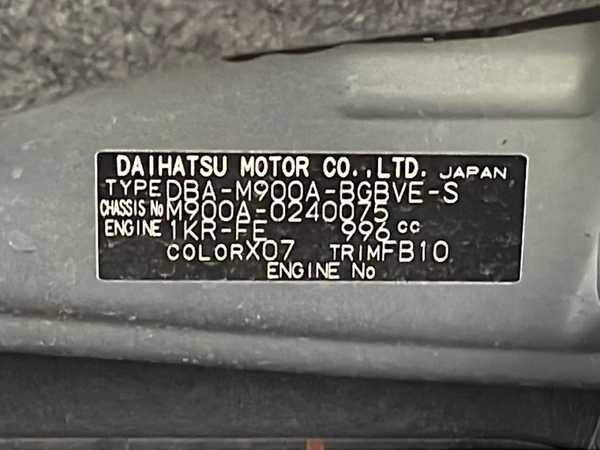 DAIHATSU MOTOR CO.,LTD. JAPAN
TYPE DBA-M900A-BGBVE-S
CHASSIS No M900A-0240075
ENGINE 1KR-FE 996 cc
COLOR X07 TRIM FB10
ENGINE No